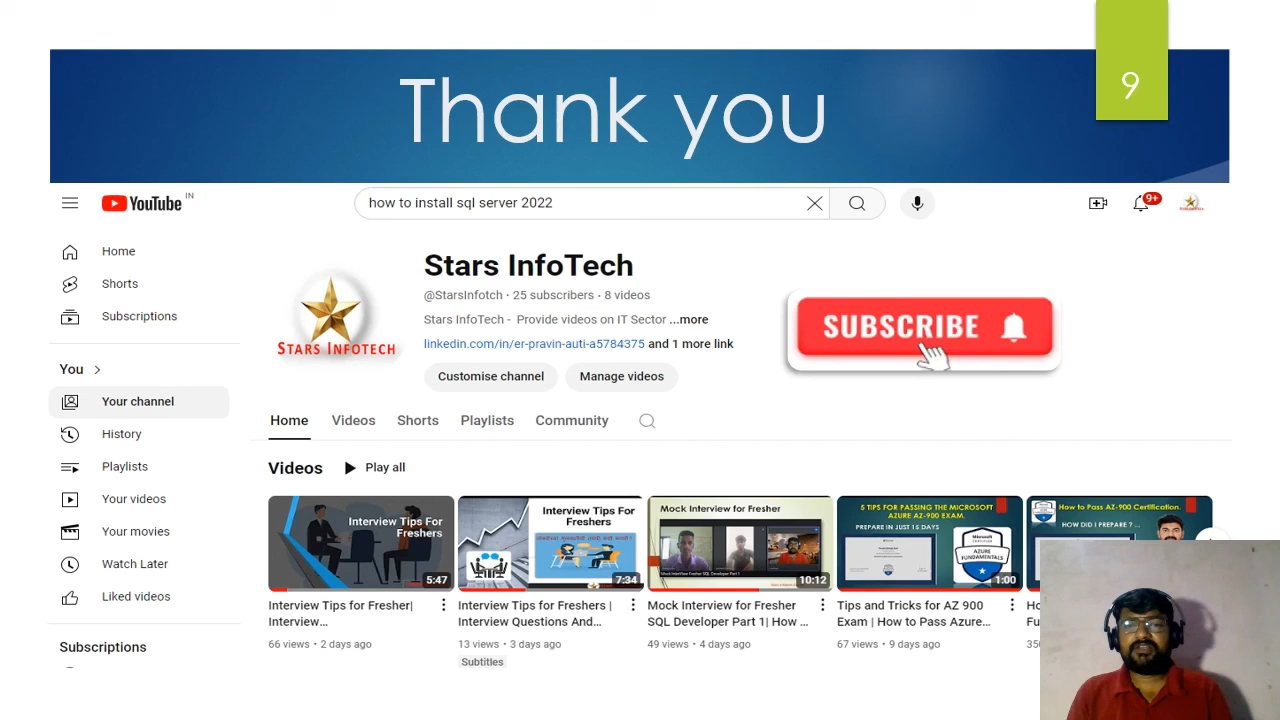 9
Thank you
YouTube IN
how to install sql server 2022
9+
Home
Shorts
Subscriptions
You
Your channel
History
Playlists
Your videos
Your movies
Watch Later
Liked videos
Subscriptions
STARS INFOTECH
Stars InfoTech
@StarsInfotch · 25 subscribers · 8 videos
Stars InfoTech - Provide videos on IT Sector ...more
linkedin.com/in/er-pravin-auti-a5784375 and 1 more link
Customise channel
Manage videos
SUBSCRIBE
Home Videos Shorts Playlists Community
Videos
Play all
Interview Tips For
Freshers
5:47
Interview Tips for Fresher|
Interview...
66 views · 2 days ago
Interview Tips For
Freshers
7:34
Interview Tips for Freshers |
Interview Questions And...
13 views · 3 days ago
Subtitles
Mock Interview for Fresher
10:12
Mock Interview for Fresher
SQL Developer Part 1| How ...
49 views · 4 days ago
5 TIPS FOR PASSING THE MICROSOFT
AZURE AZ-900 EXAM.
PREPARE IN JUST 15 DAYS
AZURE
FUNDAMENTALS
1:00
Tips and Tricks for AZ 900
Exam | How to Pass Azure...
67 views · 9 days ago
How to Pass AZ-900 Certification.
HOW DID I PREPARE ? ...